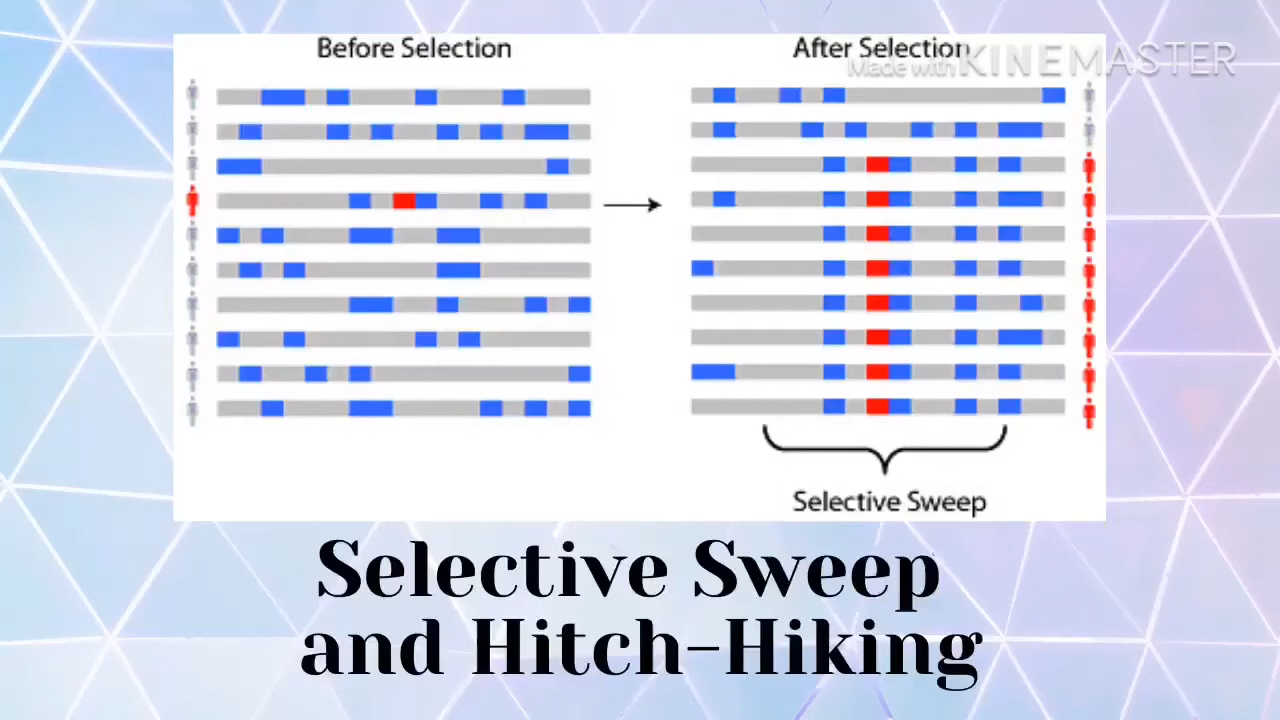 Before Selection
After Selection
Made with KINEMASTER
Selective Sweep
Selective Sweep
and Hitch-Hiking